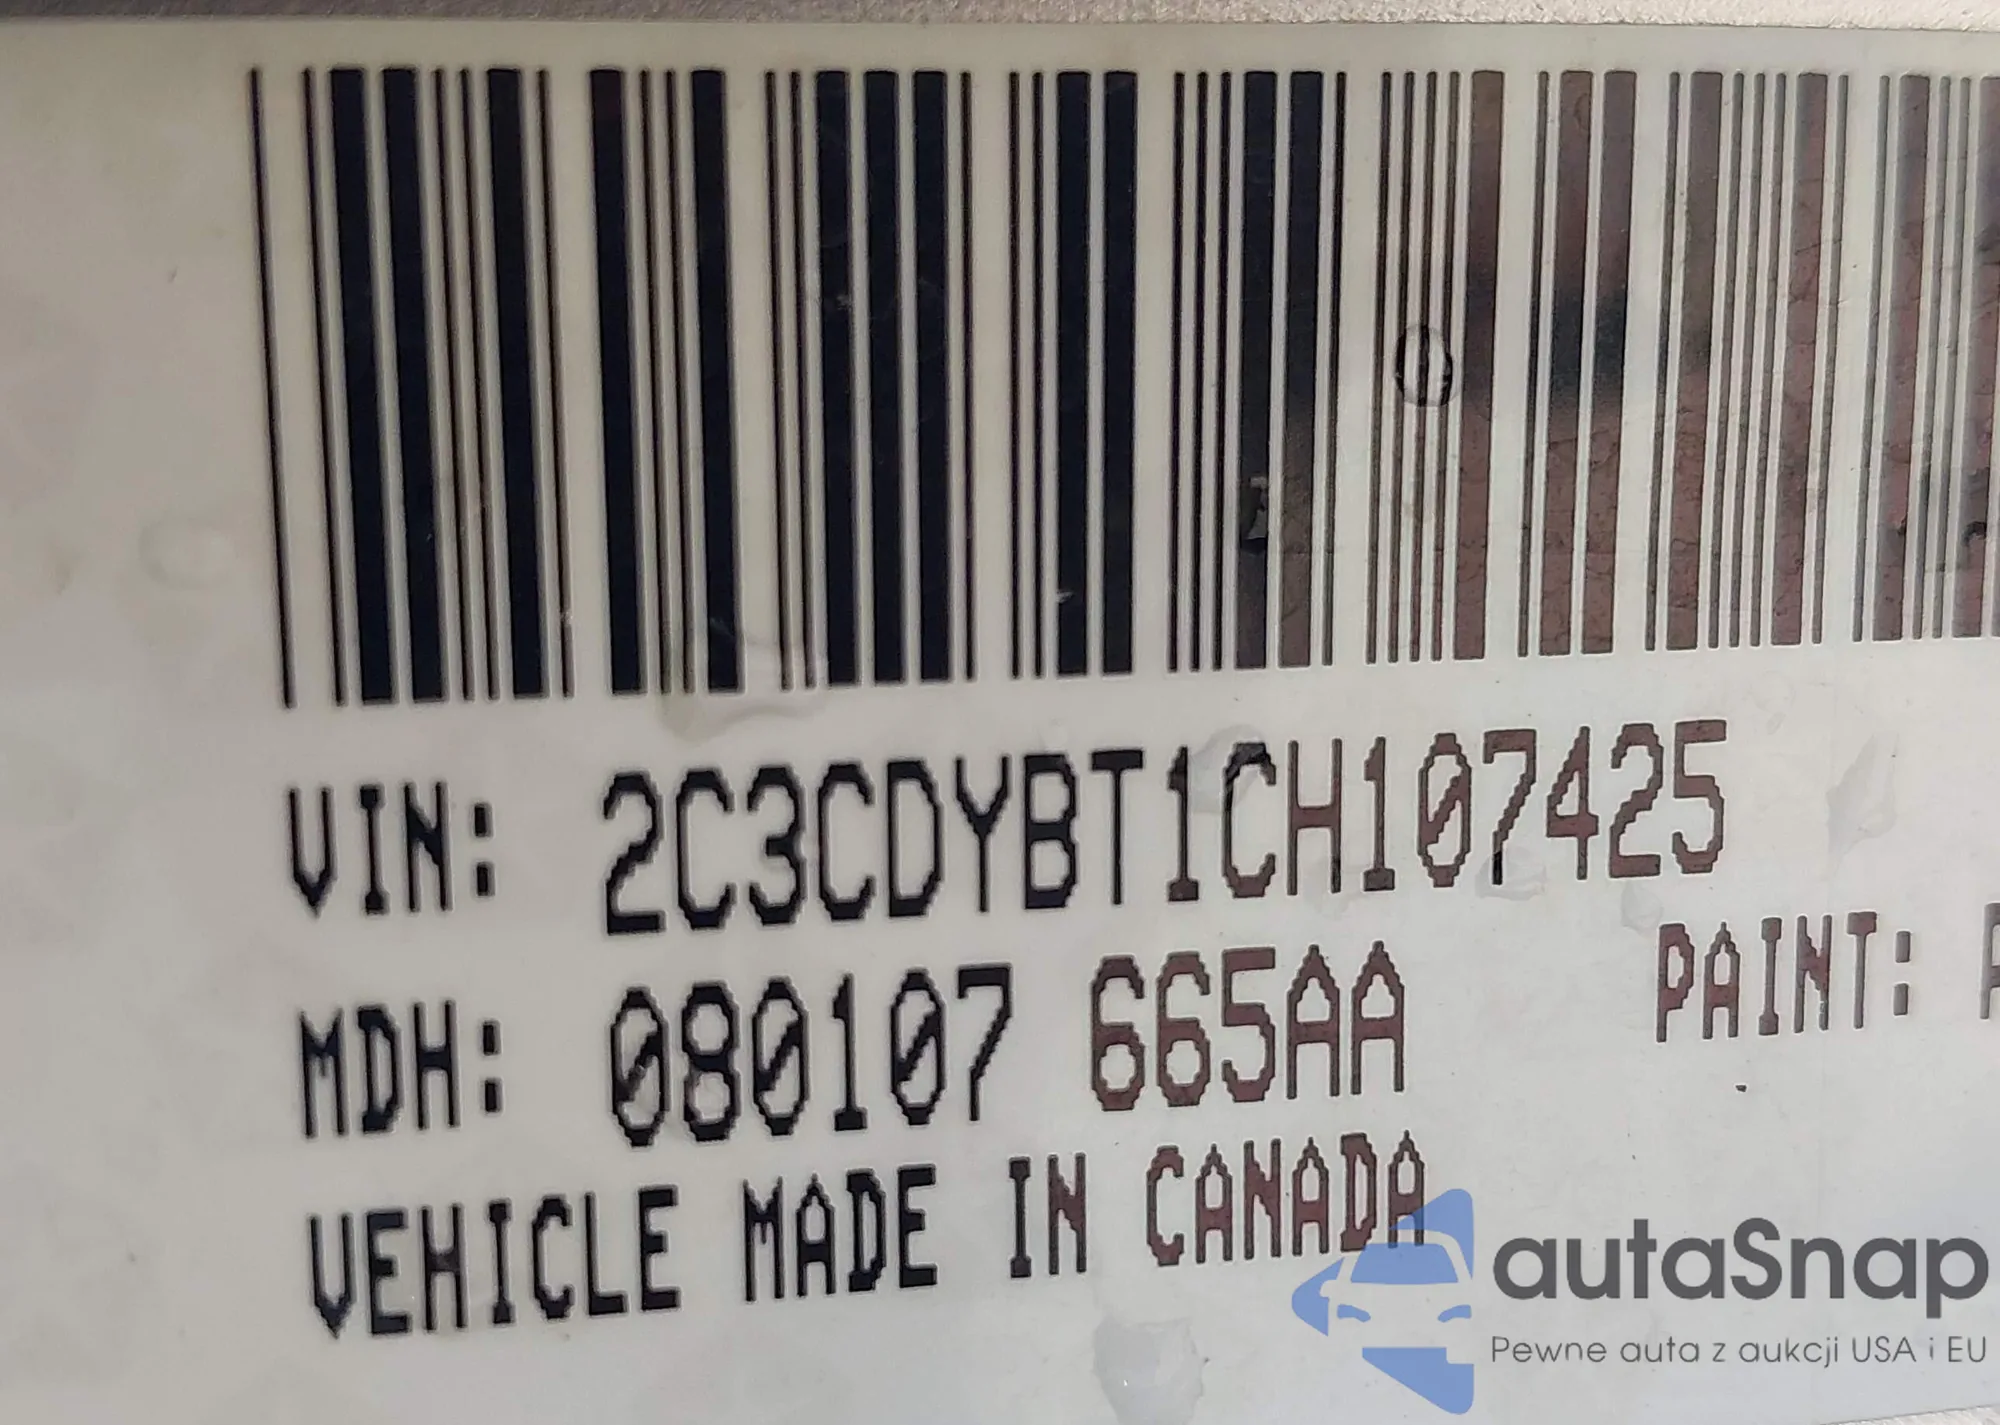 VIN: 2C3CDYBT1CH107425
MDH: 080107 665AA PAINT:
VEHICLE MADE IN CANADA
autaSnap
Pewne auta z aukcji USA i EU